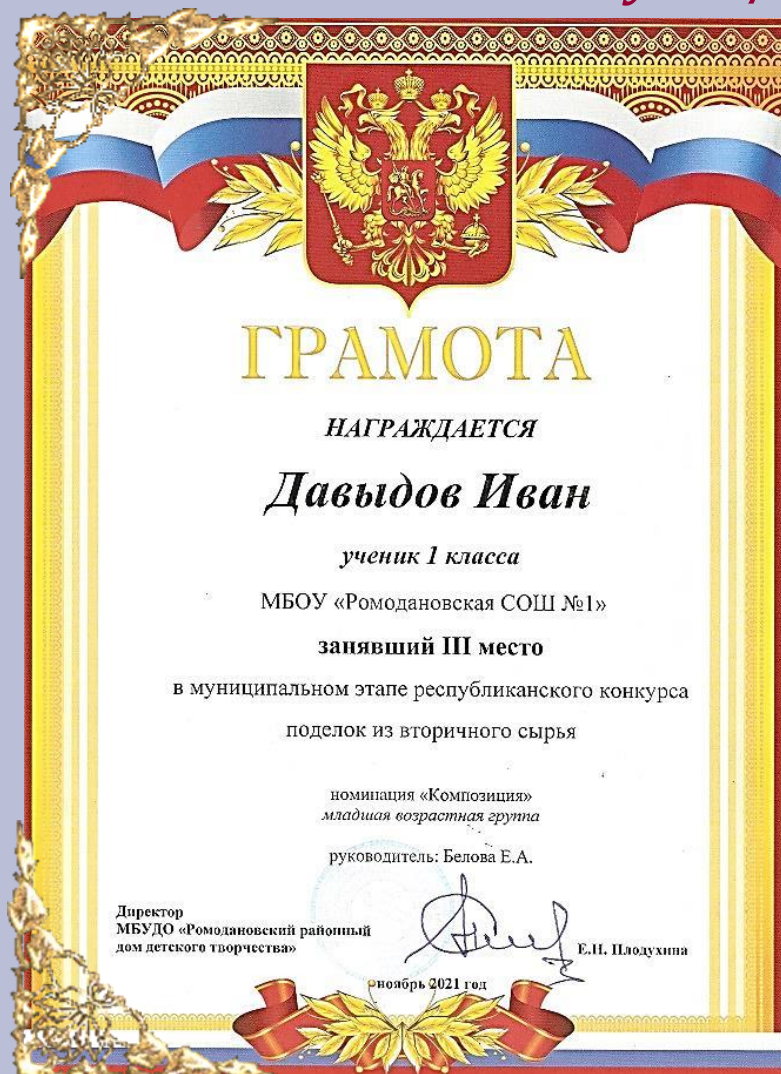 ГРАМОТА
НАГРАЖДАЕТСЯ
Давыдов Иван
ученик 1 класса
МБОУ «Ромодановская СОШ №1»
занявший III место
в муниципальном этапе республиканского конкурса
поделок из вторичного сырья
номинация «Композиция»
младшая возрастная группа
руководитель: Белова Е.А.
Директор
МБУДО «Ромодановский районный
дом детского творчества»
Е.Н. Плодухина
ноябрь 2021 год